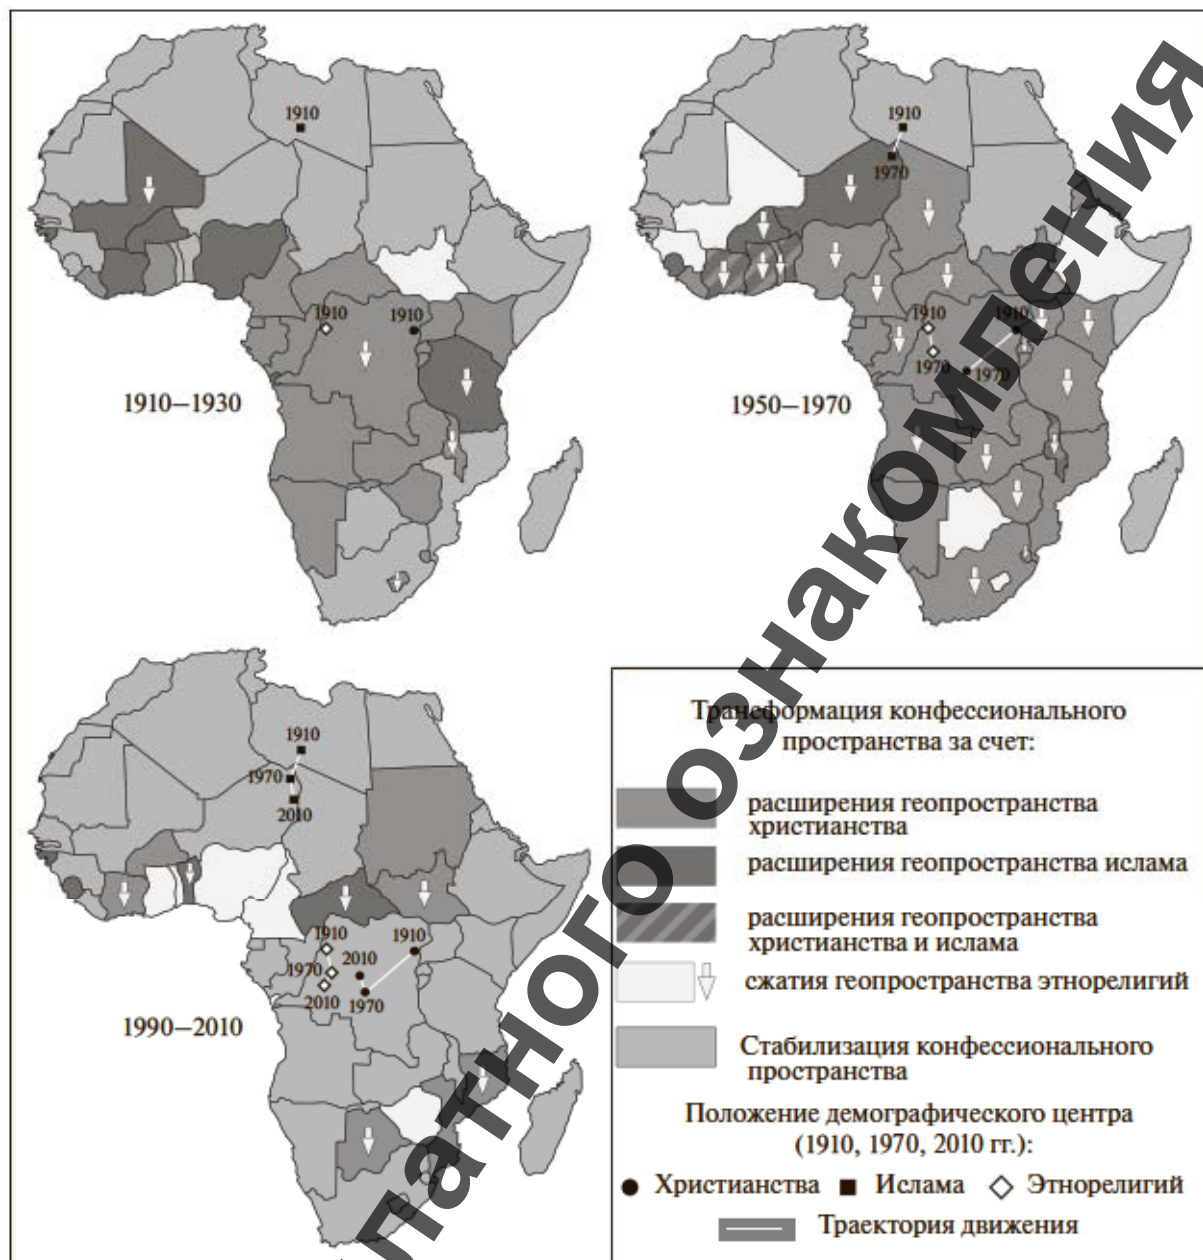 1910
1910
1910
1910–1930
1910
1970
1910
1910
1970
1970
1950–1970
1910
1970
2010
1910
1910
2010
1970
2010
1970
1990–2010
Трансформация конфессионального
пространства за счет:
расширения геопространства
христианства
расширения геопространства ислама
расширения геопространства
христианства и ислама
сжатия геопространства этнорелигий
Стабилизация конфессионального
пространства
Положение демографического центра
(1910, 1970, 2010 гг.):
Христианства
Ислама
Этнорелигий
Траектория движения
латного ознакомления